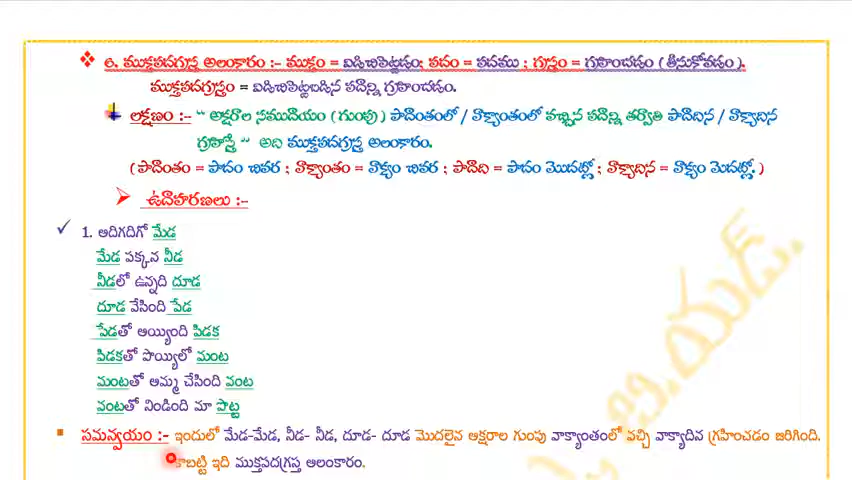 6. ముక్తపదగ్రస్త అలంకారం :- ముక్తం = విడిచిపెట్టడం; పదం = పదము ; గ్రస్తం = గ్రహించడం ( తీసుకోవడం ).
ముక్తపదగ్రస్తం = విడిచిపెట్టబడిన పదాన్ని గ్రహించడం.
లక్షణం :- " అక్షరాల సముదాయం ( గుంపు ) పాదాంతంలో / వాక్యాంతంలో వచ్చిన పదాన్ని తర్వాతి పాదాదిన / వాక్యాదిన
గ్రహిస్తే " అది ముక్తపదగ్రస్త అలంకారం.
( పాదాంతం = పాదం చివర ; వాక్యాంతం = వాక్యం చివర ; పాదాది = పాదం మొదట్లో ; వాక్యాదిన = వాక్యం మెదట్లో. )
ఉదాహరణలు :-
1. అదిగదిగో మేడ
మేడ పక్కన నీడ
నీడలో ఉన్నది దూడ
దూడ వేసింది పేడ
పేడతో అయ్యింది పిడక
పిడకతో పొయ్యిలో మంట
మంటతో అమ్మ చేసింది వంట
వంటతో నిండింది మా పొట్ట
సమన్వయం :- ఇందులో మేడ-మేడ, నీడ- నీడ, దూడ- దూడ మొదలైన అక్షరాల గుంపు వాక్యాంతంలో వచ్చి వాక్యాదిన గ్రహించడం జరిగింది.
కాబట్టి ఇది ముక్తపదగ్రస్త అలంకారం.